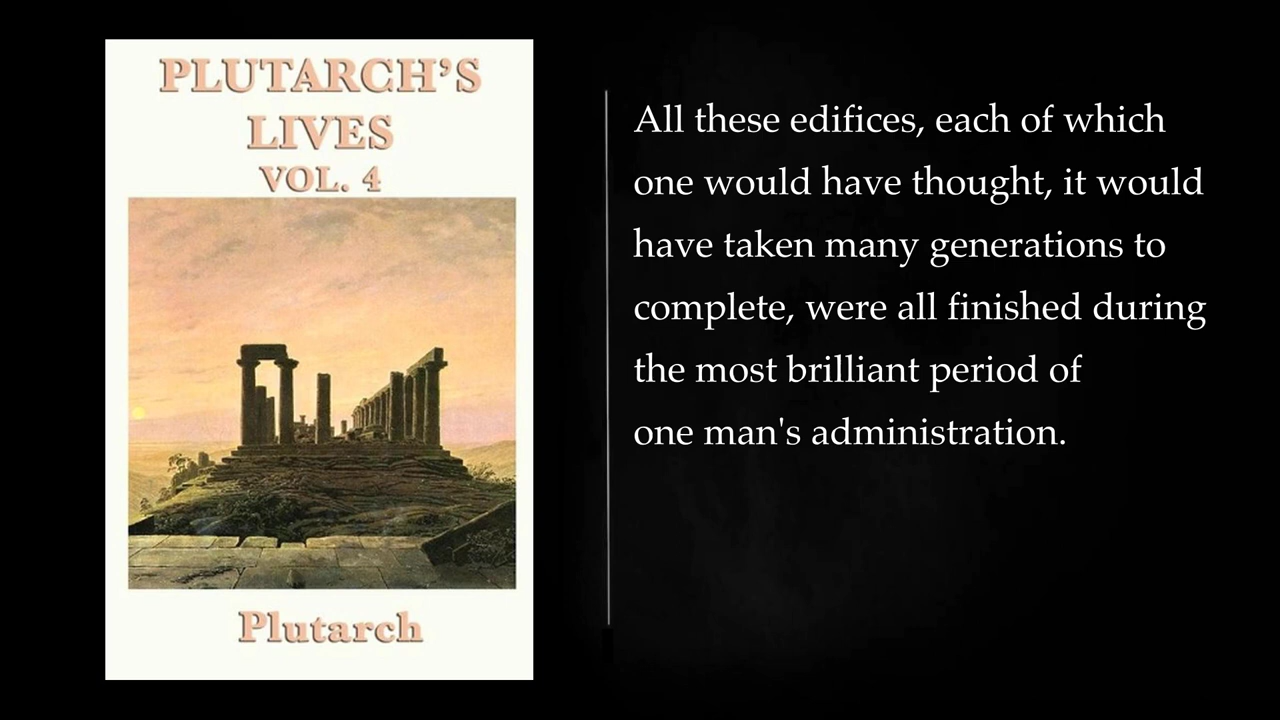 PLUTARCH'S
LIVES
VOL. 4
Plutarch
All these edifices, each of which
one would have thought, it would
have taken many generations to
complete, were all finished during
the most brilliant period of
one man's administration.